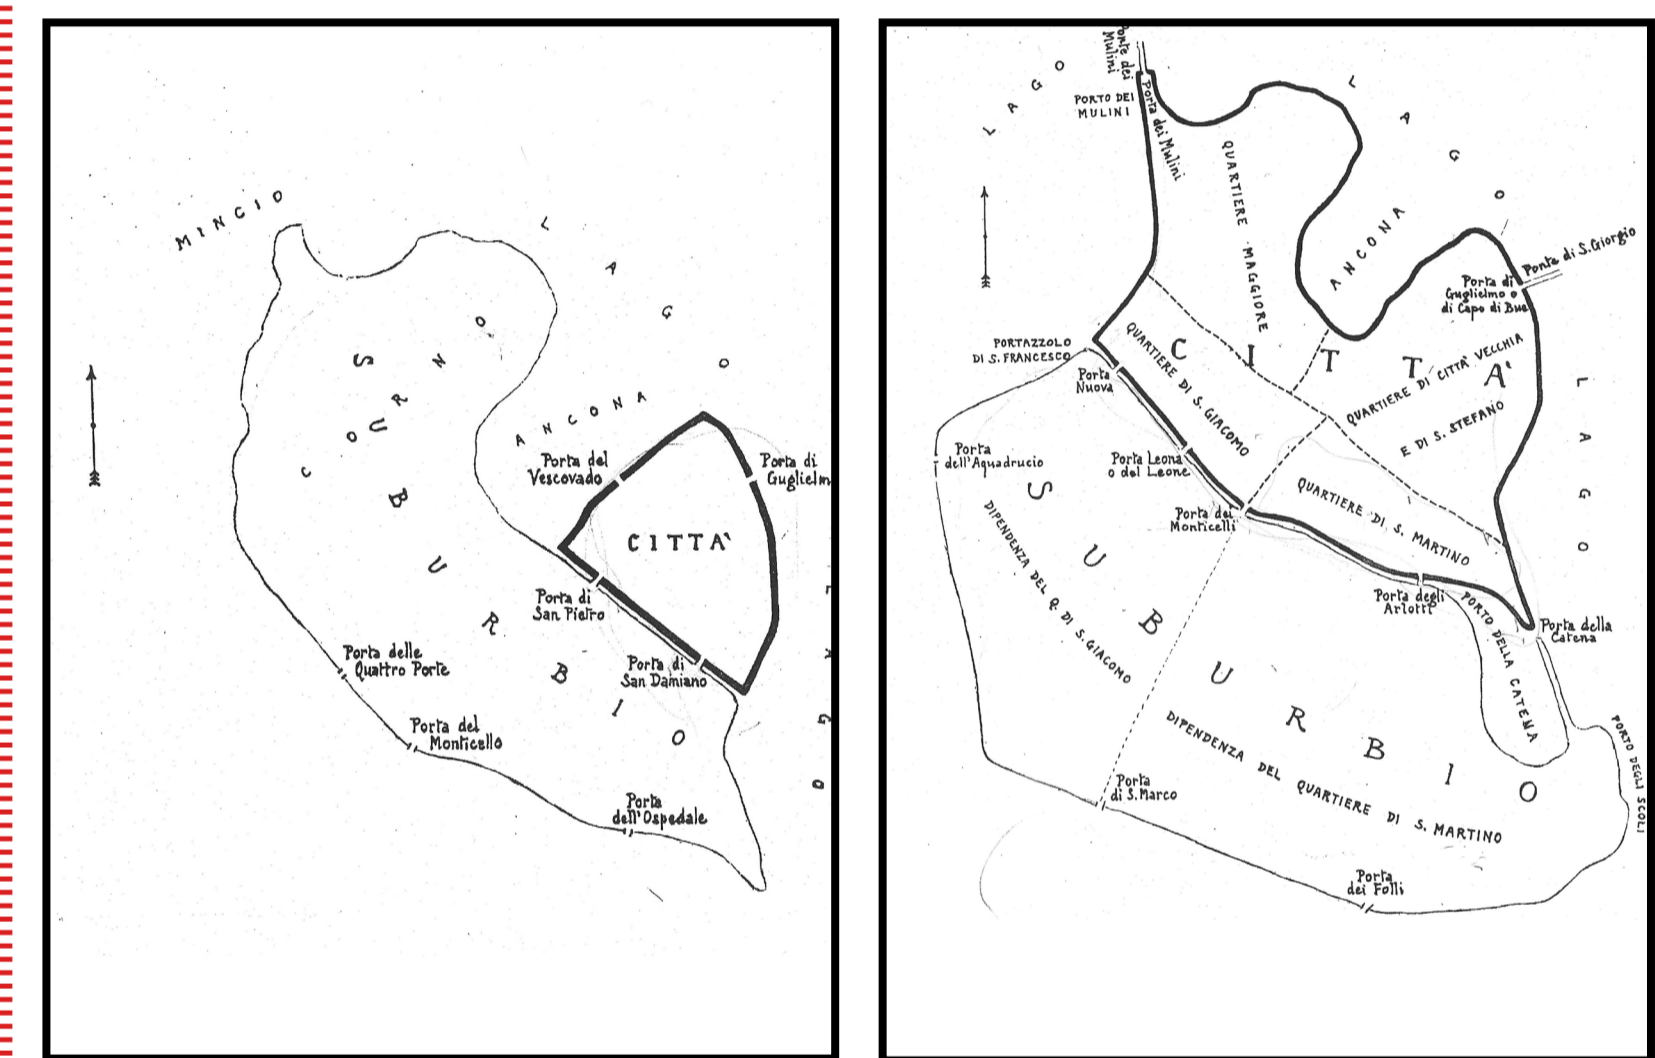 MINCIO
LAGO
ANCONA
CORNO
SUBURBIO
Porta del
Vescovado
Porta di
Guglielm
CITTA'
Porta di
San Pietro
Porta di
San Damiano
Porta delle
Quattro Porte
Porta del
Monticello
Porta
dell'Ospedale
LAGO
Ponte dei
Mulini
LAGO
PORTO DEI
MULINI
Porta dei Mulini
LAGO
QUARTIERE MAGGIORE
ANCONA
Ponte di S.Giorgio
Porta di
Guglielmo o
di Capo di Bue
PORTAZZOLO
DI S. FRANCESCO
Porta
Nuova
CITTA'
QUARTIERE DI S. GIACOMO
QUARTIERE DI CITTA' VECCHIA
E DI S. STEFANO
LAGO
Porta
dell'Aquadrucio
Porta Leona
o del Leone
Porta dei
Monticelli
QUARTIERE DI S. MARTINO
Porta degli
Arlotti
Porta della
Catena
PORTO DELLA CATENA
SUBURBIO
DIPENDENZA DEL Q. DI S. GIACOMO
DIPENDENZA DEL QUARTIERE DI S. MARTINO
PORTO DEGLI SCOLI
Porta
di S. Marco
Porta
dei Folli